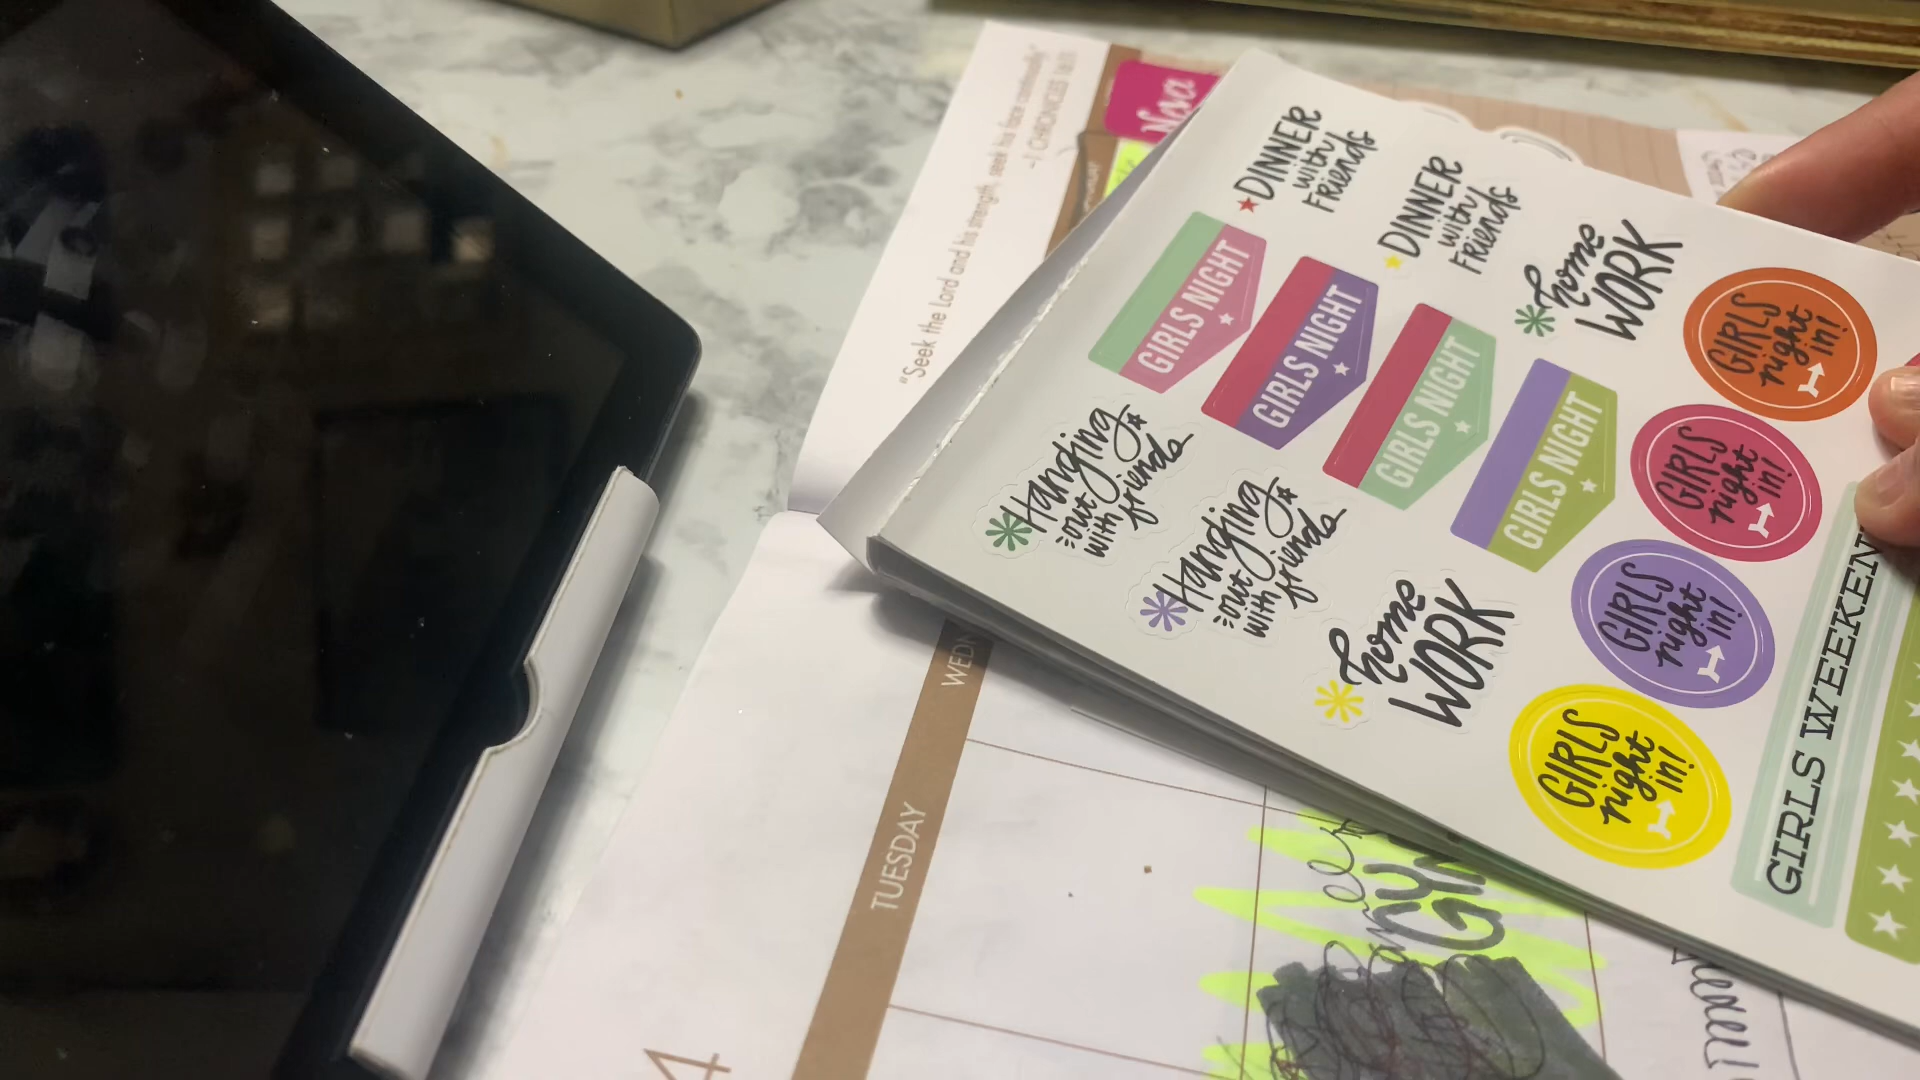 "Seek the Lord and his strength, seek his face continually"
-1 CHRONICLES 16:11
Nova
DINNER
with
Friends
DINNER
with
Friends
home
WORK
GIRLS NIGHT
GIRLS NIGHT
GIRLS NIGHT
GIRLS NIGHT
GIRLS
night
in!
GIRLS
night
in!
GIRLS
night
in!
GIRLS
night
in!
Hanging
out
with
friends
Hanging
out
with
friends
home
WORK
GIRLS WEEKEN
WEDN
TUESDAY
4